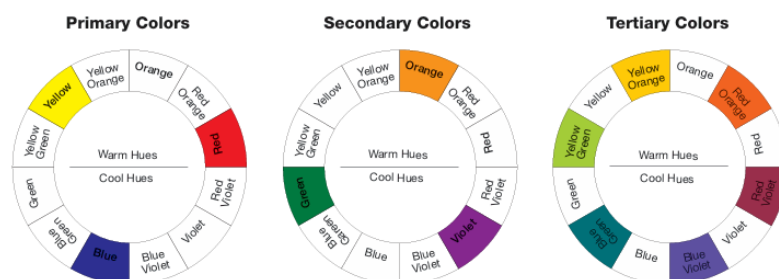 Primary Colors
Yellow
Yellow
Orange
Orange
Red
Orange
Red
Red
Violet
Violet
Blue
Violet
Blue
Blue
Green
Green
Yellow
Green
Warm Hues
Cool Hues
Secondary Colors
Yellow
Yellow
Orange
Orange
Red
Orange
Red
Red
Violet
Violet
Blue
Violet
Blue
Blue
Gareen
Green
Yellow
Green
Warm Hues
Cool Hues
Tertiary Colors
Yellow
Yellow
Orange
Orange
Red
Orange
Red
Red
Violet
Violet
Blue Violet
Blue
Blue
Green
Green
Yellow
Green
Warm Hues
Cool Hues